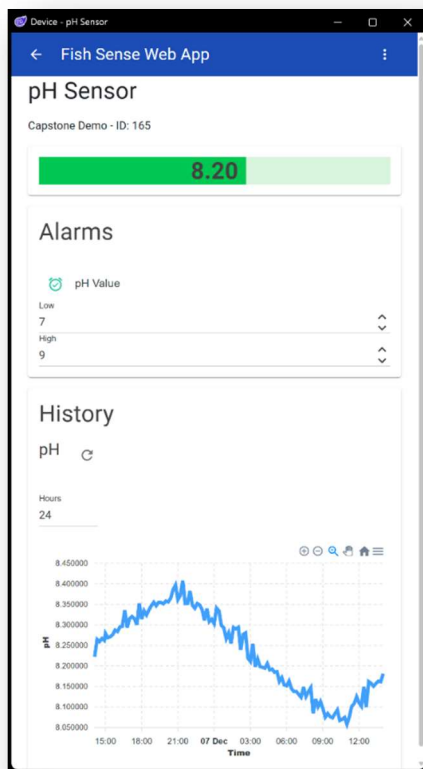 Device - pH Sensor
Fish Sense Web App
pH Sensor
Capstone Demo - ID: 165
8.20
Alarms
pH Value
Low
7
High
9
History
pH
Hours
24
8.450000
8.400000
8.350000
8.300000
8.250000
8.200000
8.150000
8.100000
8.050000
pH
15:00 18:00 21:00 07 Dec 03:00 06:00 09:00 12:00
Time